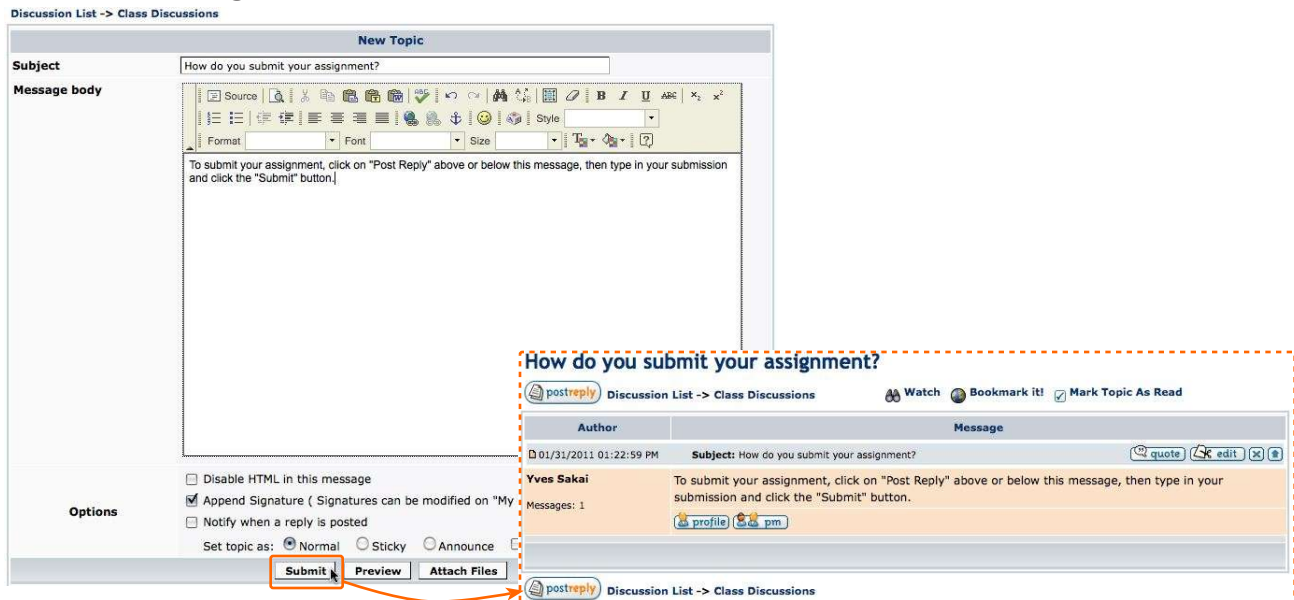 Discussion List -> Class Discussions
New Topic
Subject
How do you submit your assignment?
Message body
Source
ABC
B I U ABC x₂ x²
Style
Format
Font
Size
To submit your assignment, click on "Post Reply" above or below this message, then type in your submission
and click the "Submit" button.
Options
Disable HTML in this message
Append Signature ( Signatures can be modified on "My
Notify when a reply is posted
Set topic as: Normal Sticky Announce
Submit Preview Attach Files
How do you submit your assignment?
postreply Discussion List -> Class Discussions Watch Bookmark it! Mark Topic As Read
Author Message
01/31/2011 01:22:59 PM Subject: How do you submit your assignment? quote edit
Yves Sakai
Messages: 1
To submit your assignment, click on "Post Reply" above or below this message, then type in your
submission and click the "Submit" button.
profile pm
postreply Discussion List -> Class Discussions